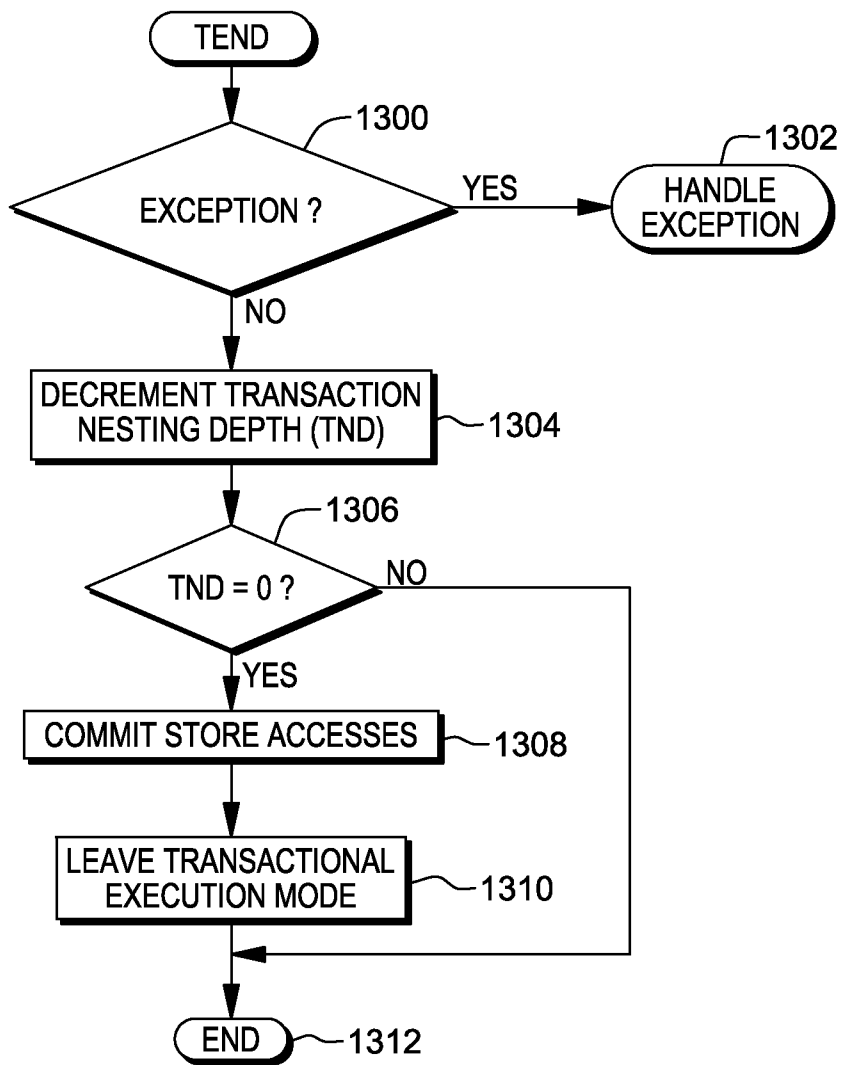 TEND
1300
EXCEPTION ?
YES
1302
HANDLE
EXCEPTION
NO
DECREMENT TRANSACTION
NESTING DEPTH (TND)
1304
1306
TND = 0 ?
NO
YES
COMMIT STORE ACCESSES
1308
LEAVE TRANSACTIONAL
EXECUTION MODE
1310
END
1312